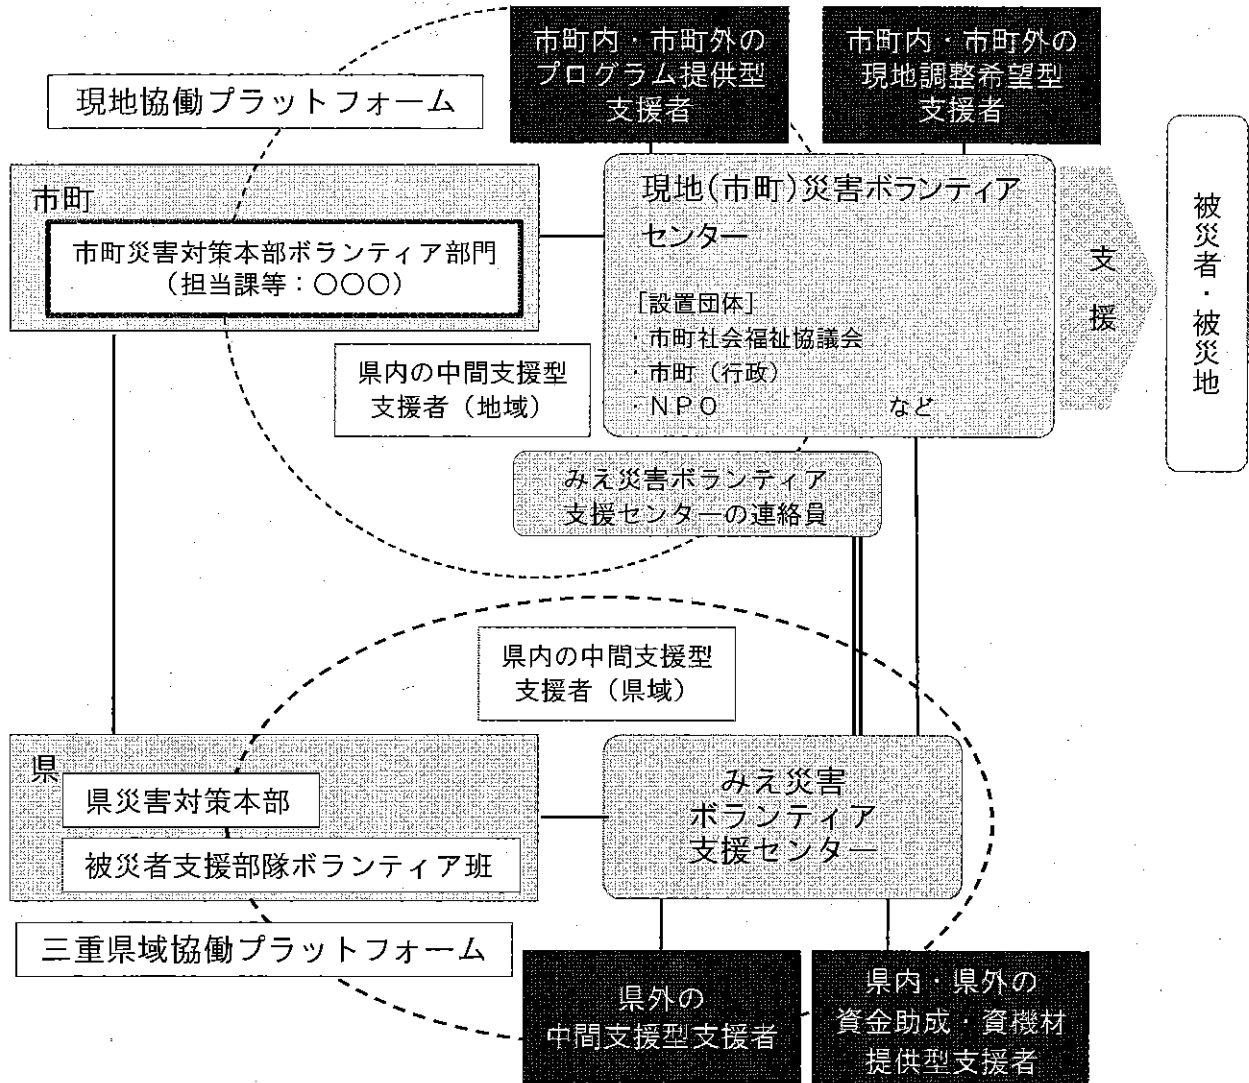 市町内・市町外の
プログラム提供型
支援者
市町内・市町外の
現地調整希望型
支援者
現地協働プラットフォーム
市町
市町災害対策本部ボランティア部門
（担当課等：○○○）
現地（市町）災害ボランティア
センター
［設置団体］
・市町社会福祉協議会
・市町（行政）
・ＮＰＯ　　　　　　など
支援
被災者・被災地
県内の中間支援型
支援者（地域）
みえ災害ボランティア
支援センターの連絡員
県内の中間支援型
支援者（県域）
県
県災害対策本部
被災者支援部隊ボランティア班
みえ災害
ボランティア
支援センター
三重県域協働プラットフォーム
県外の
中間支援型支援者
県内・県外の
資金助成・資機材
提供型支援者